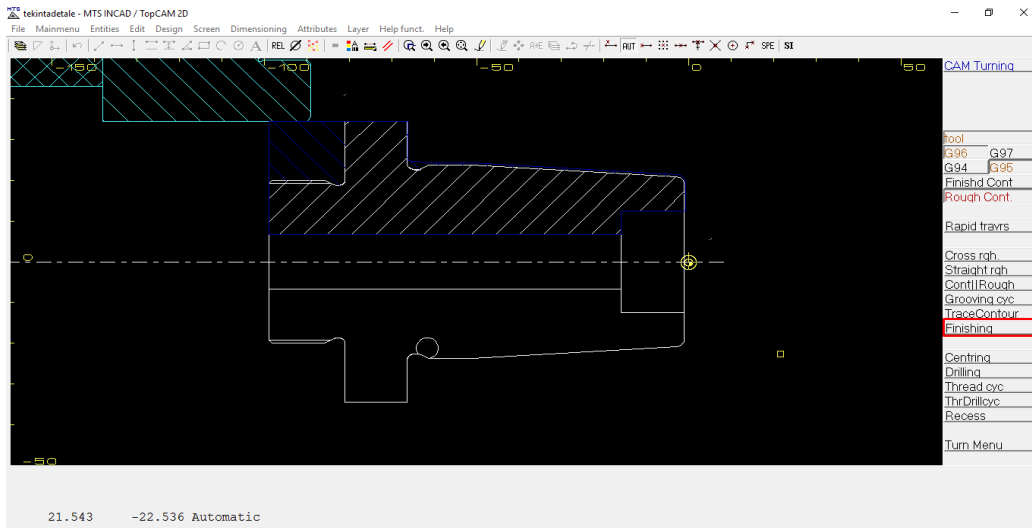 tekintadetale - MTS INCAD / TopCAM 2D
File Mainmenu Entities Edit Design Screen Dimensioning Attributes Layer Help funct. Help
REL AUT SPE SI
-150 -100 -50 0 50
CAM Turning
tool
G96 G97
G94 G95
Finishd Cont
Rough Cont.
Rapid travrs
Cross rgh.
Straight rgh
Cont||Rough
Grooving cyc
TraceContour
Finishing
Centring
Drilling
Thread cyc
ThrDrillcyc
Recess
Turn Menu
0
-50
21.543 -22.536 Automatic